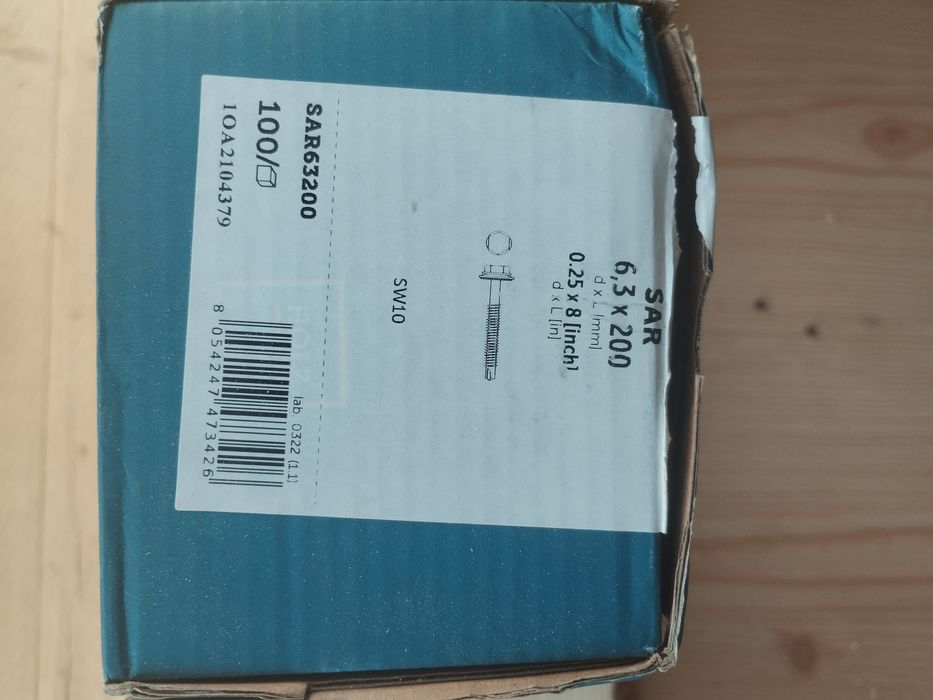 SAR
6,3 x 200
d x L [mm]
0.25 x 8 [inch]
d x L [in]
SW10
SAR63200
100/
1OA2104379
lab. 0322 (1.1)
8 054247 473426